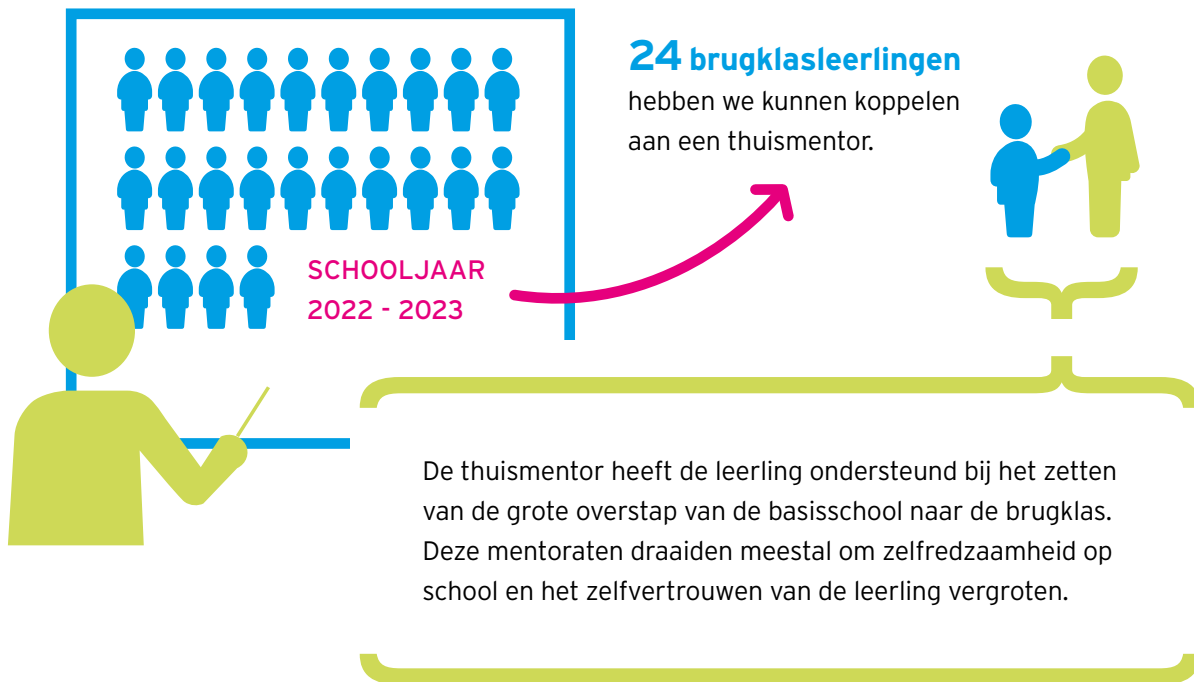 24 brugklasleerlingen
hebben we kunnen koppelen
aan een thuismentor.
SCHOOLJAAR
2022 - 2023
De thuismentor heeft de leerling ondersteund bij het zetten
van de grote overstap van de basisschool naar de brugklas.
Deze mentoraten draaiden meestal om zelfredzaamheid op
school en het zelfvertrouwen van de leerling vergroten.